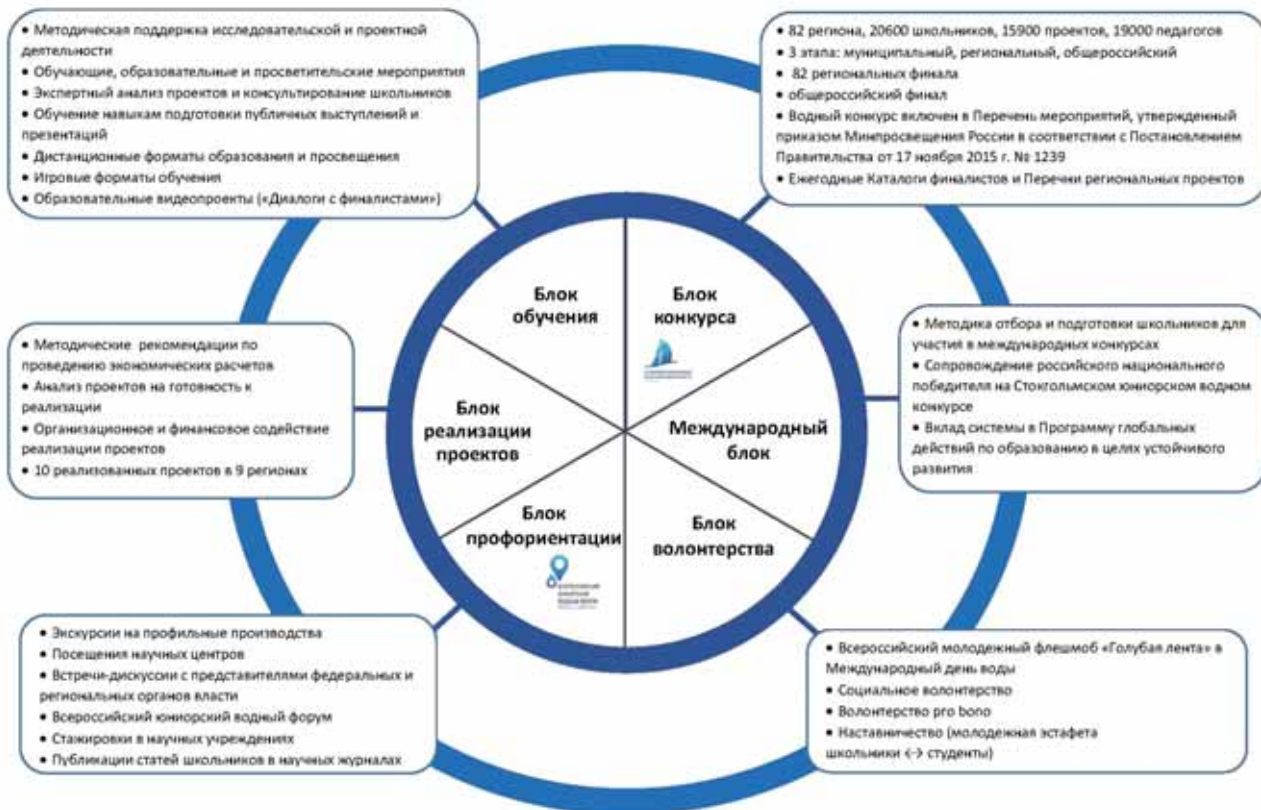 • Методическая поддержка исследовательской и проектной
деятельности
• Обучающие, образовательные и просветительские мероприятия
• Экспертный анализ проектов и консультирование школьников
• Обучение навыкам подготовки публичных выступлений и
презентаций
• Дистанционные форматы образования и просвещения
• Игровые форматы обучения
• Образовательные видеопроекты («Диалоги с финалистами»)
• 82 региона, 20600 школьников, 15900 проектов, 19000 педагогов
• 3 этапа: муниципальный, региональный, общероссийский
• 82 региональных финала
• общероссийский финал
• Водный конкурс включен в Перечень мероприятий, утвержденный
приказом Минпросвещения России в соответствии с Постановлением
Правительства от 17 ноября 2015 г. № 1239
• Ежегодные Каталоги финалистов и Перечни региональных проектов
Блок
обучения
Блок
конкурса
• Методические рекомендации по
проведению экономических расчетов
• Анализ проектов на готовность к
реализации
• Организационное и финансовое содействие
реализации проектов
• 10 реализованных проектов в 9 регионах
Блок
реализации
проектов
Международный
блок
• Методика отбора и подготовки школьников для
участия в международных конкурсах
• Сопровождение российского национального
победителя на Стокгольмском юниорском водном
конкурсе
• Вклад системы в Программу глобальных
действий по образованию в целях устойчивого
развития
Блок
профориентации
Блок
волонтерства
• Экскурсии на профильные производства
• Посещения научных центров
• Встречи-дискуссии с представителями федеральных и
региональных органов власти
• Всероссийский юниорский водный форум
• Стажировки в научных учреждениях
• Публикации статей школьников в научных журналах
• Всероссийский молодежный флешмоб «Голубая лента» в
Международный день воды
• Социальное волонтерство
• Волонтерство pro bono
• Наставничество (молодежная эстафета
школьники <-> студенты)